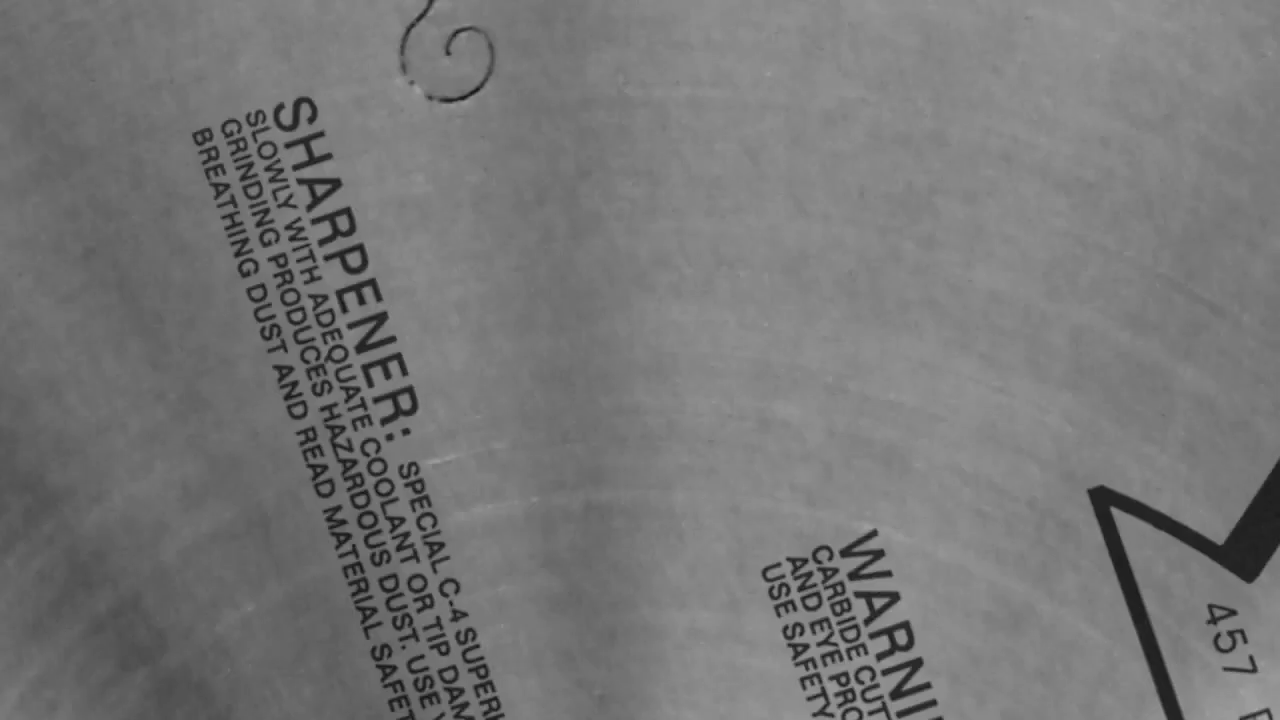 SHARPENER: SPECIAL C-4 SUPER
SLOWLY WITH ADEQUATE COOLANT OR TIP DAM
GRINDING PRODUCES HAZARDOUS DUST. USE
BREATHING DUST AND READ MATERIAL SAFET
WARNI
CARBIDE CUT
AND EYE PRO
USE SAFETY
457